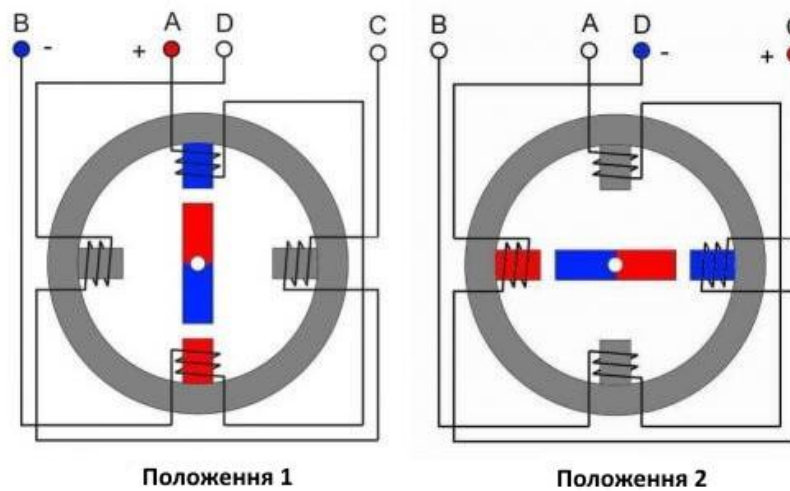 B A D C
- +
B A D
- +
Положення 1
Положення 2